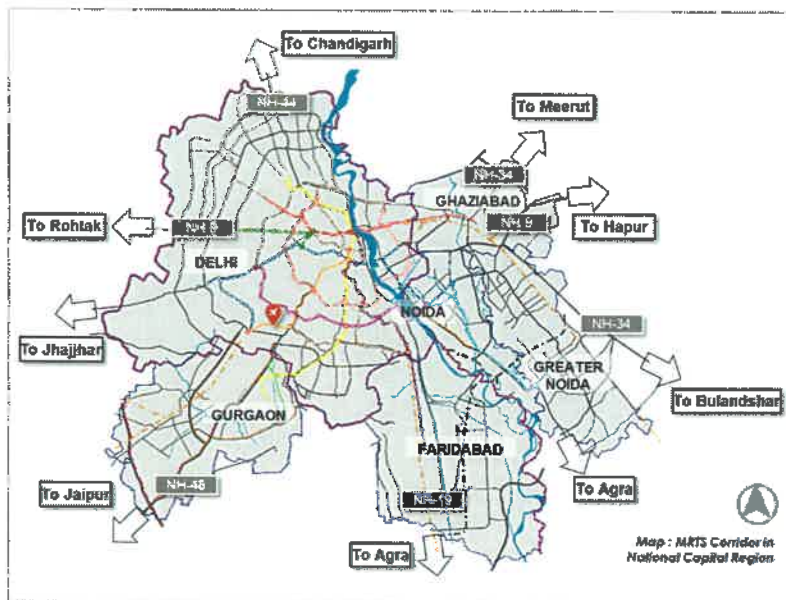 To Chandigarh
NH-44
To Meerut
NH-34
GHAZIABAD
NH-9
To Hapur
To Rohtak
NH-9
DELHI
NOIDA
NH-34
To Jhajjhar
GREATER
NOIDA
To Bulandshar
GURGAON
FARIDABAD
To Jaipur
NH-48
NH-19
To Agra
To Agra
Map : MRTS Corridor in
National Capital Region